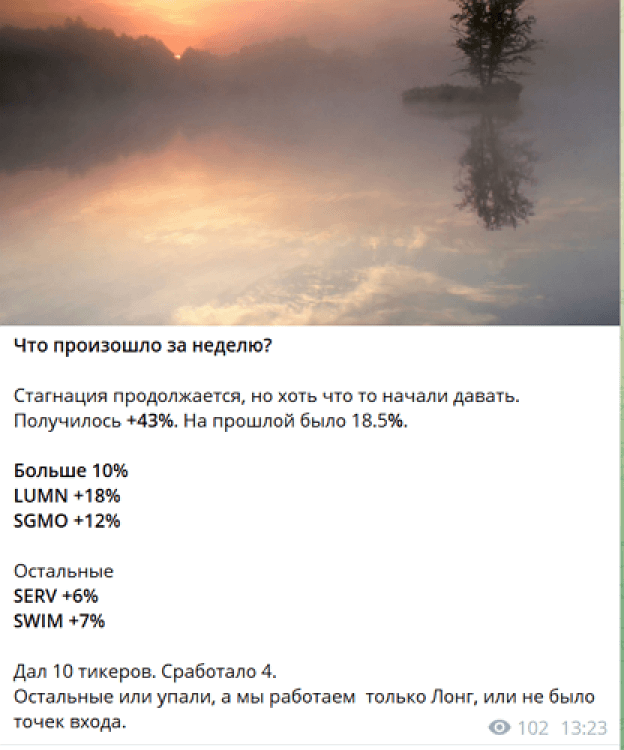 Что произошло за неделю?
Стагнация продолжается, но хоть что то начали давать.
Получилось +43%. На прошлой было 18.5%.
Больше 10%
LUMN +18%
SGMO +12%
Остальные
SERV +6%
SWIM +7%
Дал 10 тикеров. Сработало 4.
Остальные или упали, а мы работаем  только Лонг, или не было
точек входа.
102 13:23